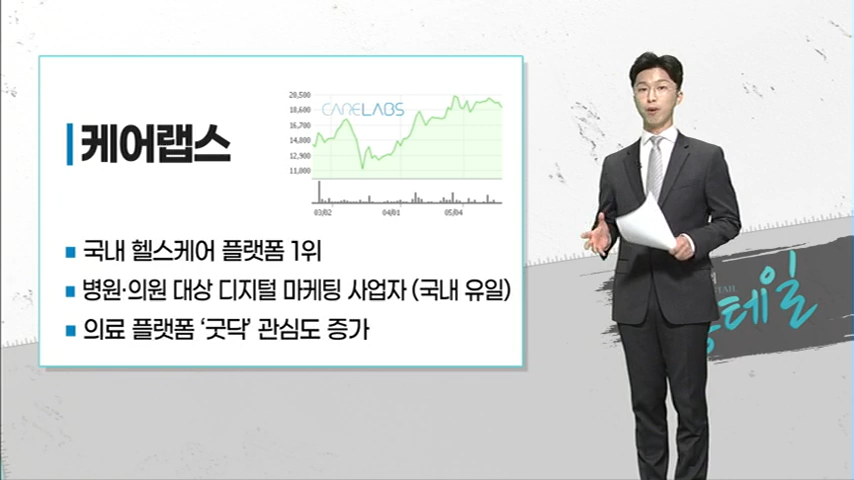 케어랩스
CARELABS
20,500
18,600
16,700
14,800
12,900
11,000
03/02 04/01 05/04
국내 헬스케어 플랫폼 1위
병원·의원 대상 디지털 마케팅 사업자 (국내 유일)
의료 플랫폼 ‘굿닥’ 관심도 증가
테일